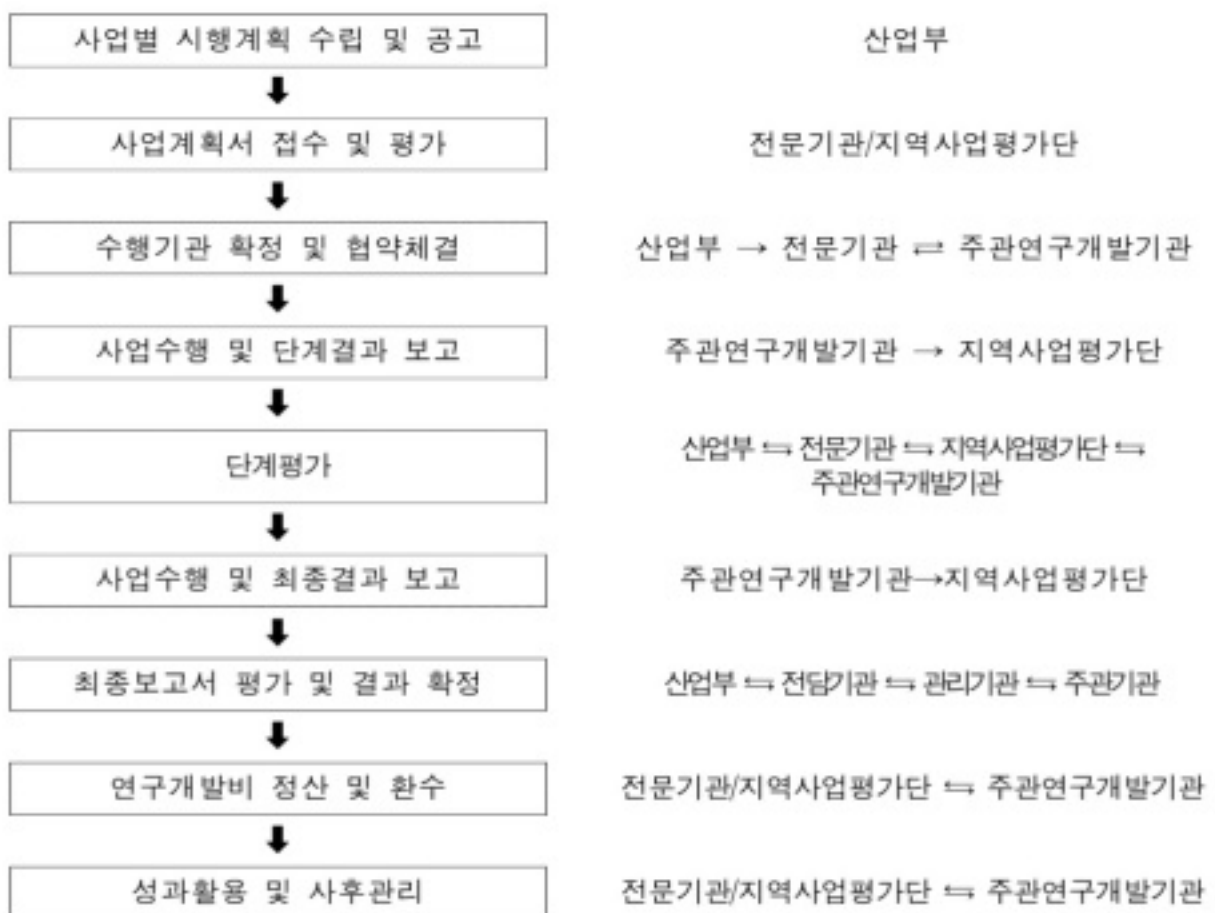 사업별 시행계획 수립 및 공고 산업부
사업계획서 접수 및 평가 전문기관/지역사업평가단
수행기관 확정 및 협약체결 산업부 → 전문기관 ⇌ 주관연구개발기관
사업수행 및 단계결과 보고 주관연구개발기관 → 지역사업평가단
단계평가 산업부 ⇆ 전문기관 ⇆ 지역사업평가단 ⇆
주관연구개발기관
사업수행 및 최종결과 보고 주관연구개발기관→지역사업평가단
최종보고서 평가 및 결과 확정 산업부 ⇆ 전담기관 ⇆ 관리기관 ⇆ 주관기관
연구개발비 정산 및 환수 전문기관/지역사업평가단 ⇆ 주관연구개발기관
성과활용 및 사후관리 전문기관/지역사업평가단 ⇆ 주관연구개발기관